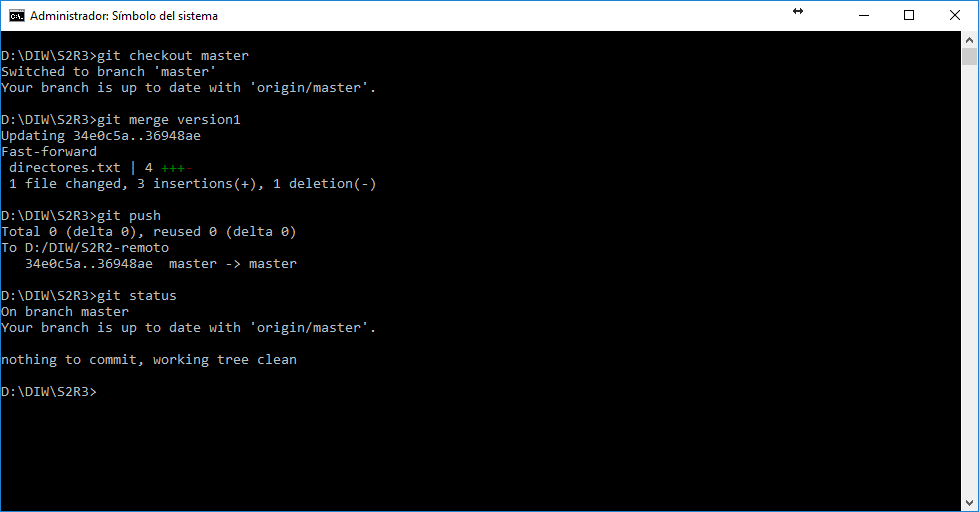 Administrador: Símbolo del sistema
D:\DIW\S2R3>git checkout master
Switched to branch 'master'
Your branch is up to date with 'origin/master'.
D:\DIW\S2R3>git merge version1
Updating 34e0c5a..36948ae
Fast-forward
 directores.txt | 4 +++-
 1 file changed, 3 insertions(+), 1 deletion(-)
D:\DIW\S2R3>git push
Total 0 (delta 0), reused 0 (delta 0)
To D:/DIW/S2R2-remoto
   34e0c5a..36948ae  master -> master
D:\DIW\S2R3>git status
On branch master
Your branch is up to date with 'origin/master'.
nothing to commit, working tree clean
D:\DIW\S2R3>